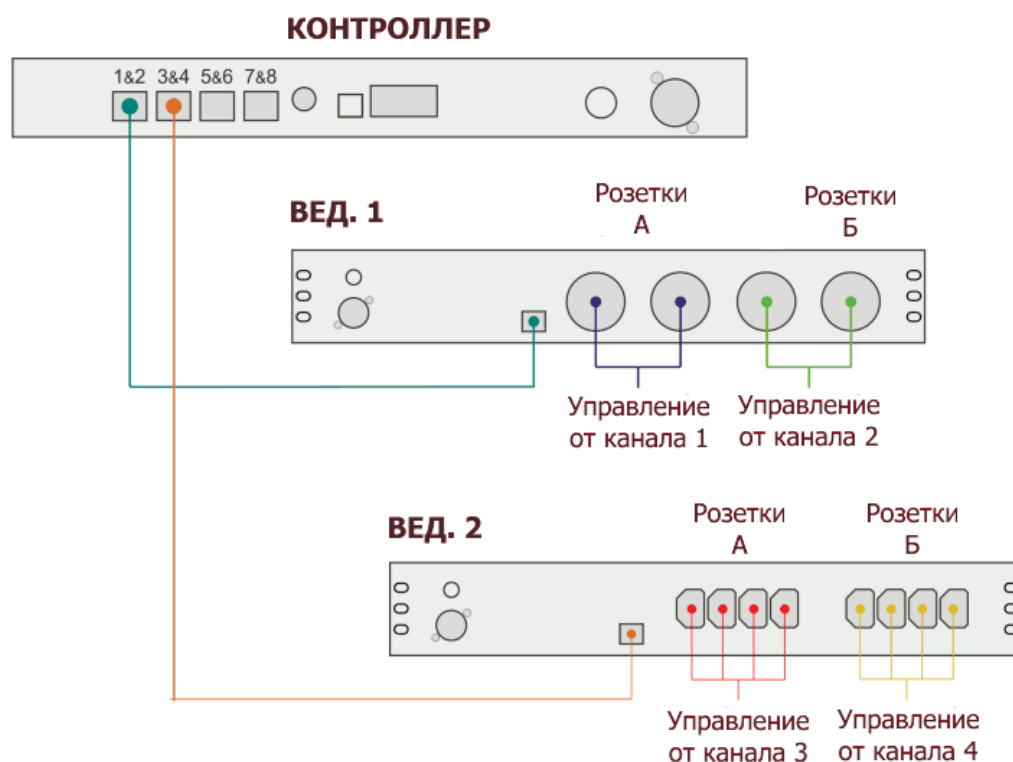 КОНТРОЛЛЕР
1&2 3&4 5&6 7&8
ВЕД. 1
Розетки
А
Розетки
Б
Управление
от канала 1
Управление
от канала 2
ВЕД. 2
Розетки
А
Розетки
Б
Управление
от канала 3
Управление
от канала 4